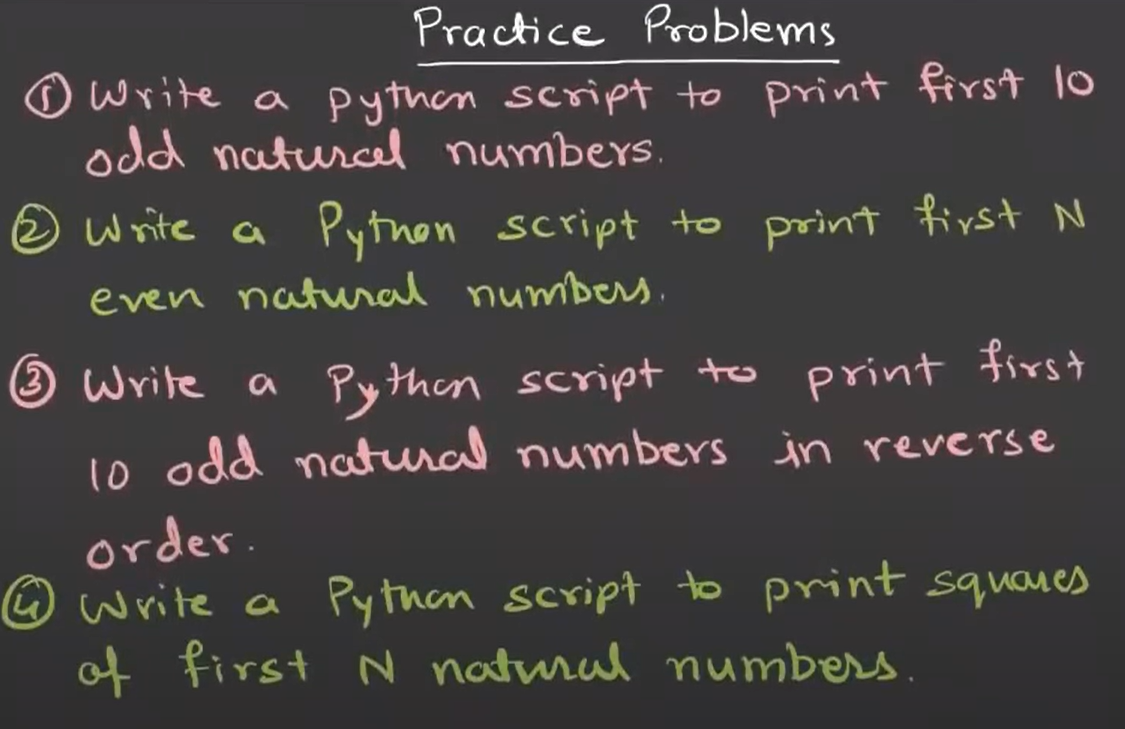 Practice Problems
① Write a python script to print first 10
odd natural numbers.
② Write a Python script to print first N
even natural numbers.
③ Write a Python script to print first
10 odd natural numbers in reverse
order.
④ Write a Python script to print squares
of first N natural numbers.